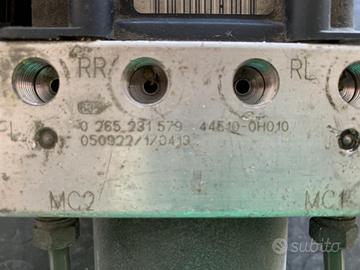 RR RL
0 265 231 579 44510-0H010
050922/1/0413
MC2 MC1
subito